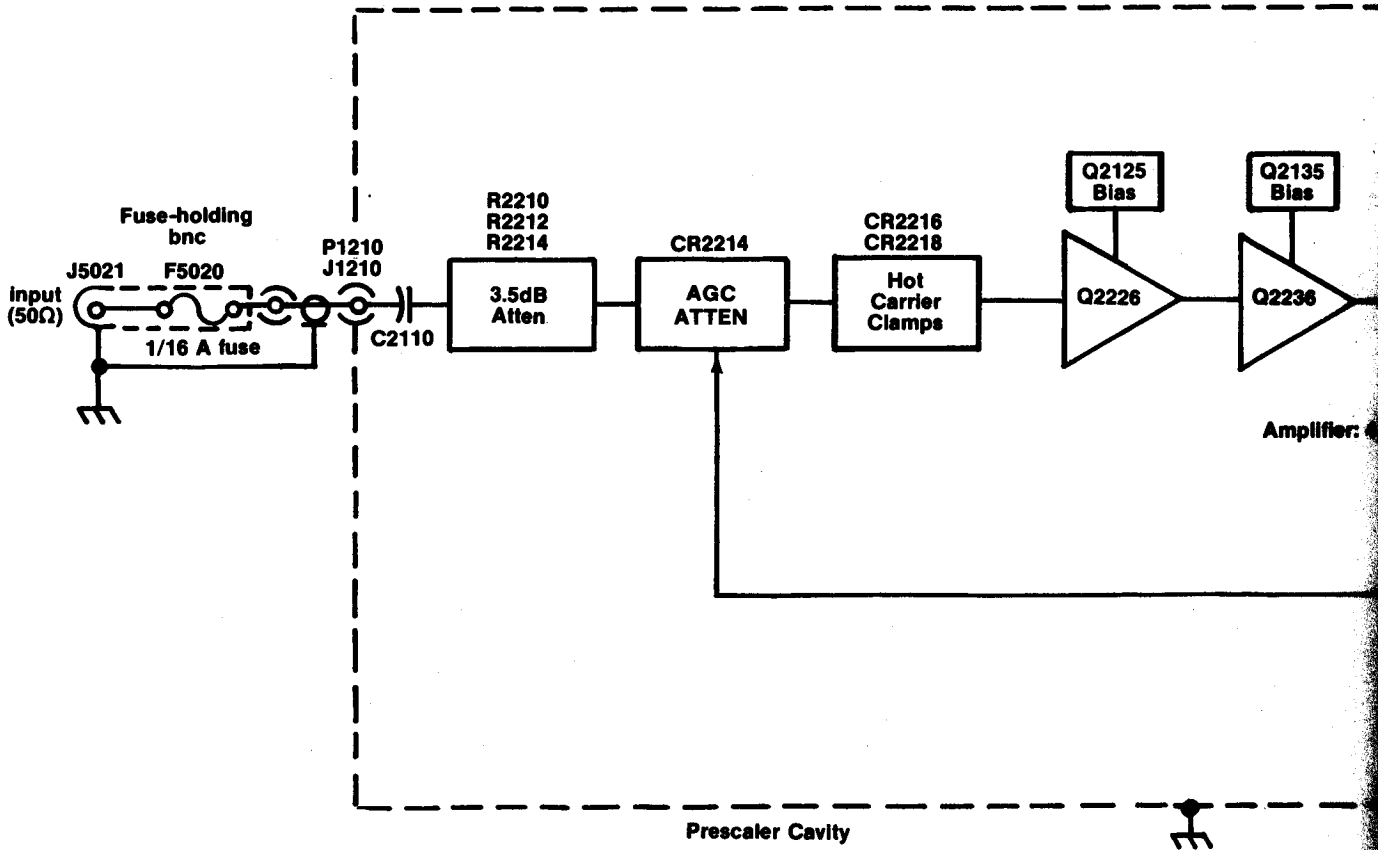 Q2125
Bias
Q2135
Bias
R2210
R2212
R2214
Fuse-holding
bnc
P1210
J1210
CR2214
CR2216
CR2218
J5021
F5020
input
(50Ω)
1/16 A fuse
C2110
3.5dB
Atten
AGC
ATTEN
Hot
Carrier
Clamps
Q2226
Q2236
Amplifier:
Prescaler Cavity